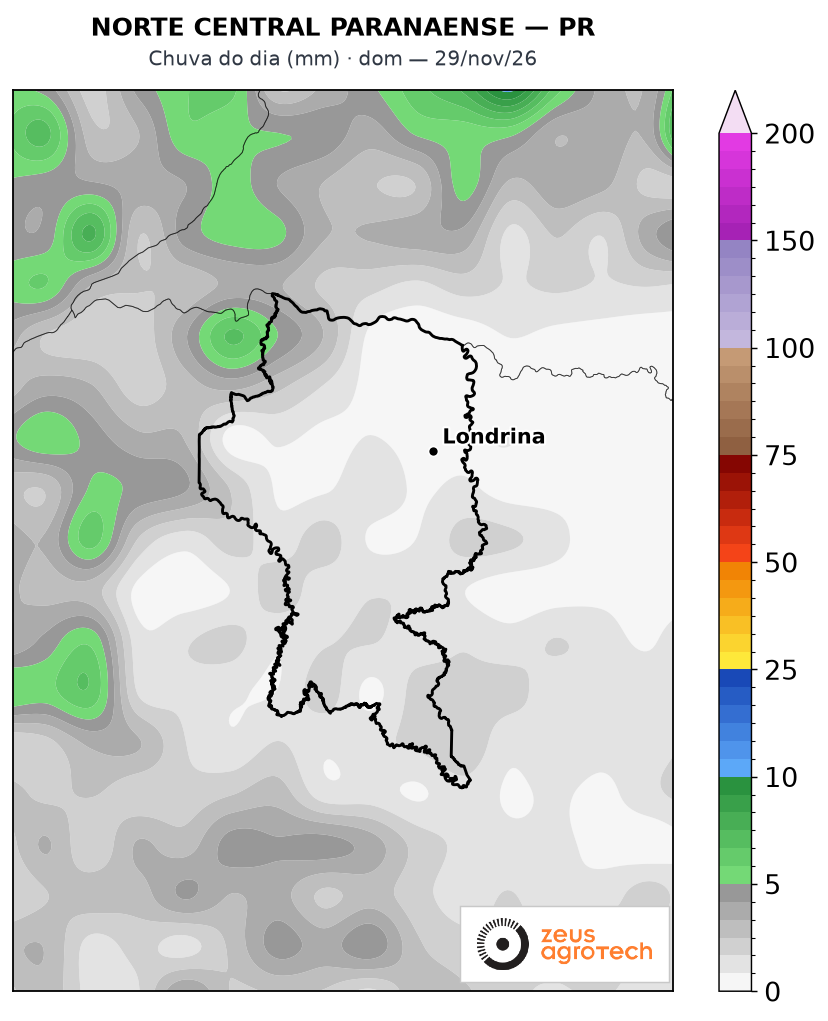 NORTE CENTRAL PARANAENSE — PR
Chuva do dia (mm) · dom — 29/nov/26
200
150
100
75
50
25
10
5
0
Londrina
zeus
agrotech